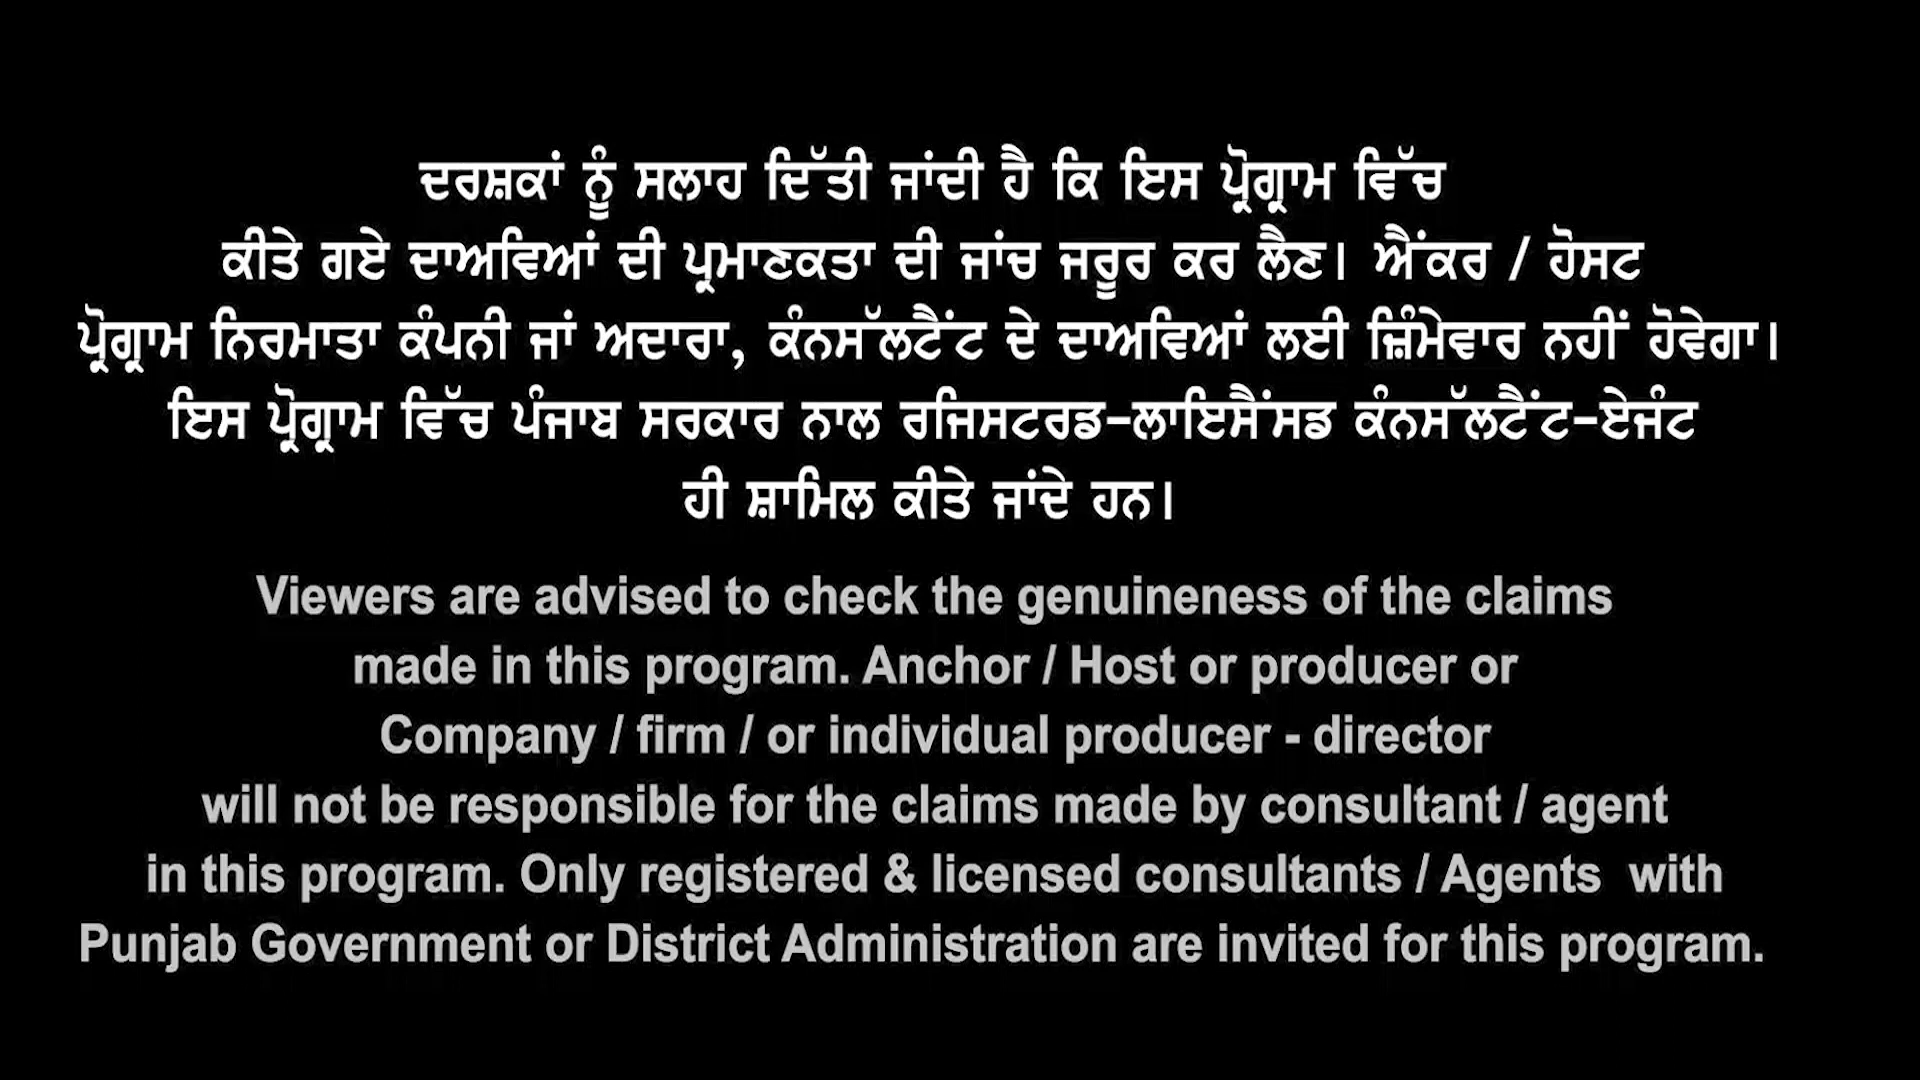 ਦਰਸ਼ਕਾਂ ਨੂੰ ਸਲਾਹ ਦਿੱਤੀ ਜਾਂਦੀ ਹੈ ਕਿ ਇਸ ਪ੍ਰੋਗ੍ਰਾਮ ਵਿੱਚ
ਕੀਤੇ ਗਏ ਦਾਅਵਿਆਂ ਦੀ ਪ੍ਰਮਾਣਕਤਾ ਦੀ ਜਾਂਚ ਜਰੂਰ ਕਰ ਲੈਣ। ਐਂਕਰ / ਹੋਸਟ
ਪ੍ਰੋਗ੍ਰਾਮ ਨਿਰਮਾਤਾ ਕੰਪਨੀ ਜਾਂ ਅਦਾਰਾ, ਕੰਨਸੱਲਟੈਂਟ ਦੇ ਦਾਅਵਿਆਂ ਲਈ ਜ਼ਿੰਮੇਵਾਰ ਨਹੀਂ ਹੋਵੇਗਾ।
ਇਸ ਪ੍ਰੋਗ੍ਰਾਮ ਵਿੱਚ ਪੰਜਾਬ ਸਰਕਾਰ ਨਾਲ ਰਜਿਸਟਰਡ-ਲਾਇਸੈਂਸਡ ਕੰਨਸੱਲਟੈਂਟ-ਏਜੰਟ
ਹੀ ਸ਼ਾਮਿਲ ਕੀਤੇ ਜਾਂਦੇ ਹਨ।
Viewers are advised to check the genuineness of the claims
made in this program. Anchor / Host or producer or
Company / firm / or individual producer - director
will not be responsible for the claims made by consultant / agent
in this program. Only registered & licensed consultants / Agents  with
Punjab Government or District Administration are invited for this program.